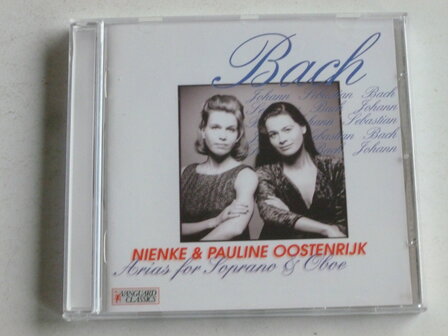 Bach
Johann Sebastian Bach
Bach Johann
Johann Sebastian
Sebastian Bach
Bach Johann
NIENKE & PAULINE OOSTENRIJK
Arias for Soprano & Oboe
VANGUARD
CLASSICS